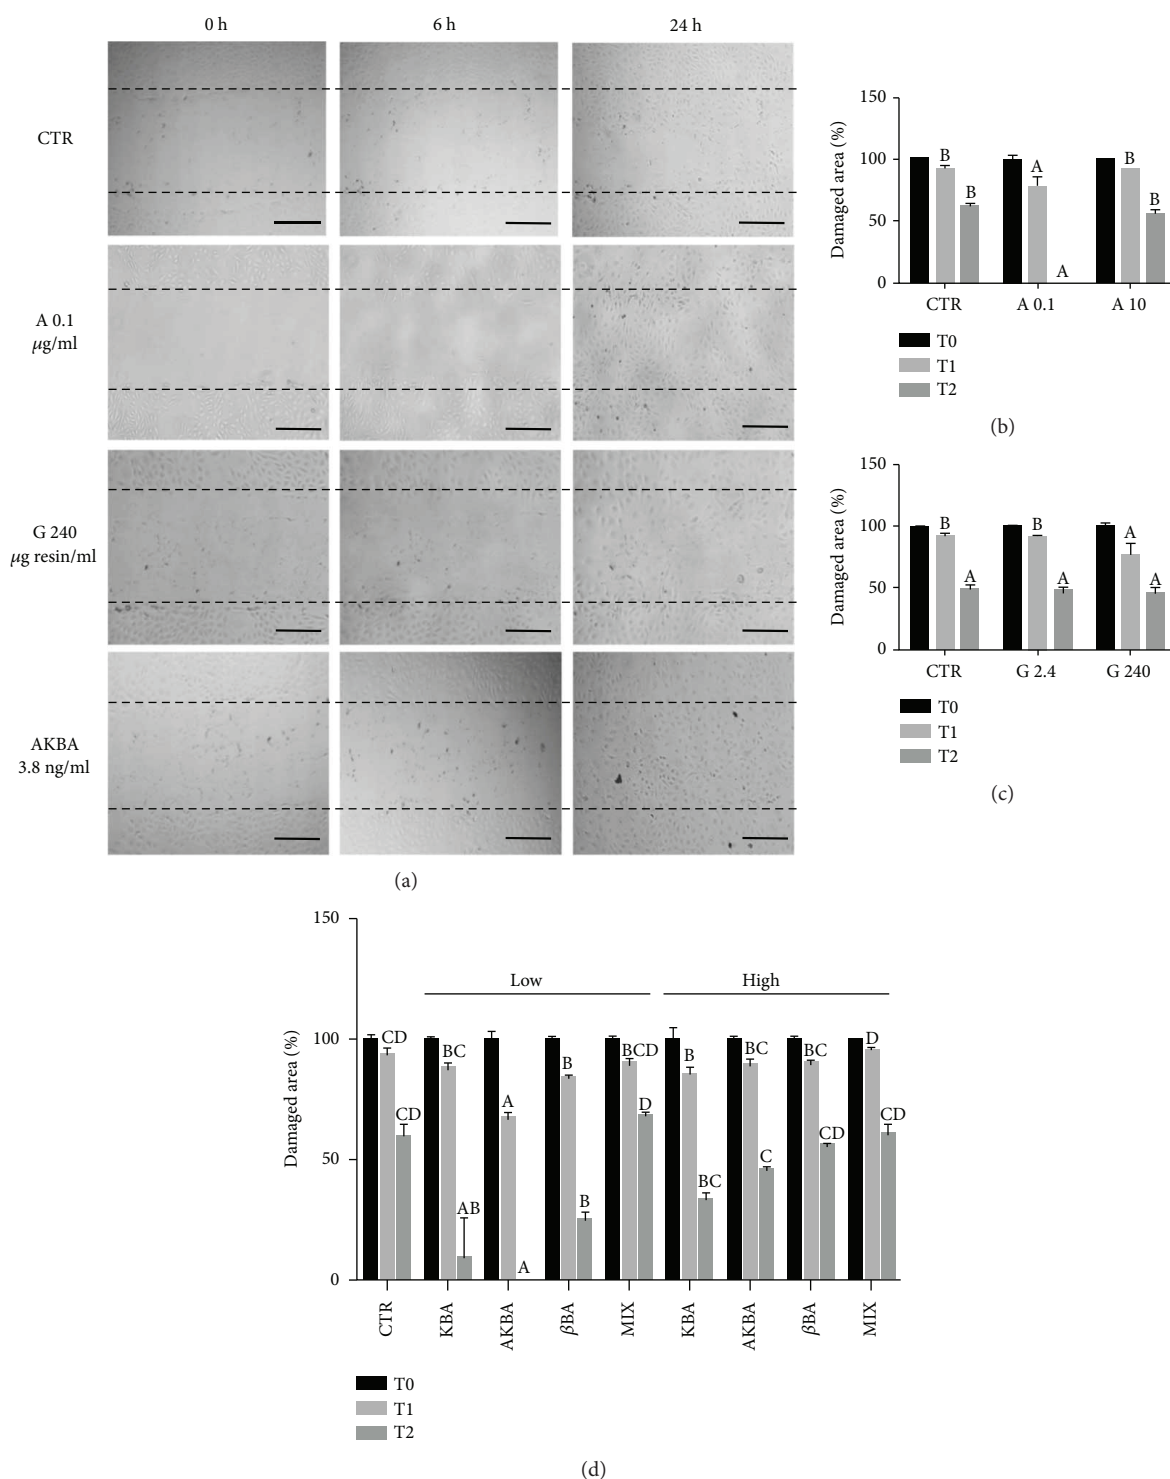 0 h 6 h 24 h
CTR
A 0.1
μg/ml
G 240
μg resin/ml
AKBA
3.8 ng/ml
(a)
Damaged area (%)
150
100
50
0
B
B
A
A
B
B
CTR A 0.1 A 10
T0
T1
T2
(b)
Damaged area (%)
150
100
50
0
B
A
B
A
A
A
CTR G 2.4 G 240
T0
T1
T2
(c)
Damaged area (%)
150
100
50
0
Low High
CD
CD
BC
AB
A
A
B
B
BCD
D
B
BC
BC
C
BC
CD
D
CD
CTR KBA AKBA βBA MIX KBA AKBA βBA MIX
T0
T1
T2
(d)